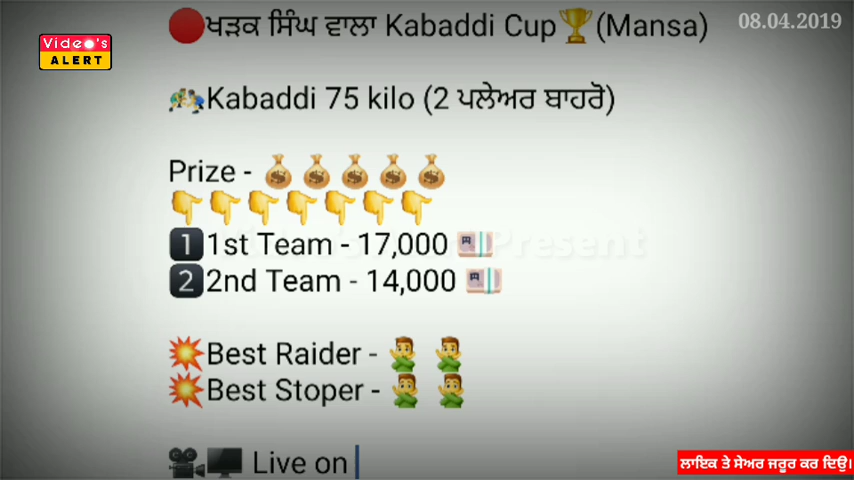 🔴ਖੜਕ ਸਿੰਘ ਵਾਲਾ Kabaddi Cup🏆(Mansa)
08.04.2019
Video's
ALERT
🤼Kabaddi 75 kilo (2 ਪਲੇਅਰ ਬਾਹਰੋ)
Prize - 💰💰💰💰💰
👇👇👇👇👇👇👇
1️⃣1st Team - 17,000 💴
2️⃣2nd Team - 14,000 💴
Present
💥Best Raider - 🙅‍♂️ 🙅‍♂️
💥Best Stoper - 🙅‍♂️ 🙅‍♂️
🎥🖥️ Live on
ਲਾਇਕ ਤੇ ਸੇਅਰ ਜਰੂਰ ਕਰ ਦਿਉ।